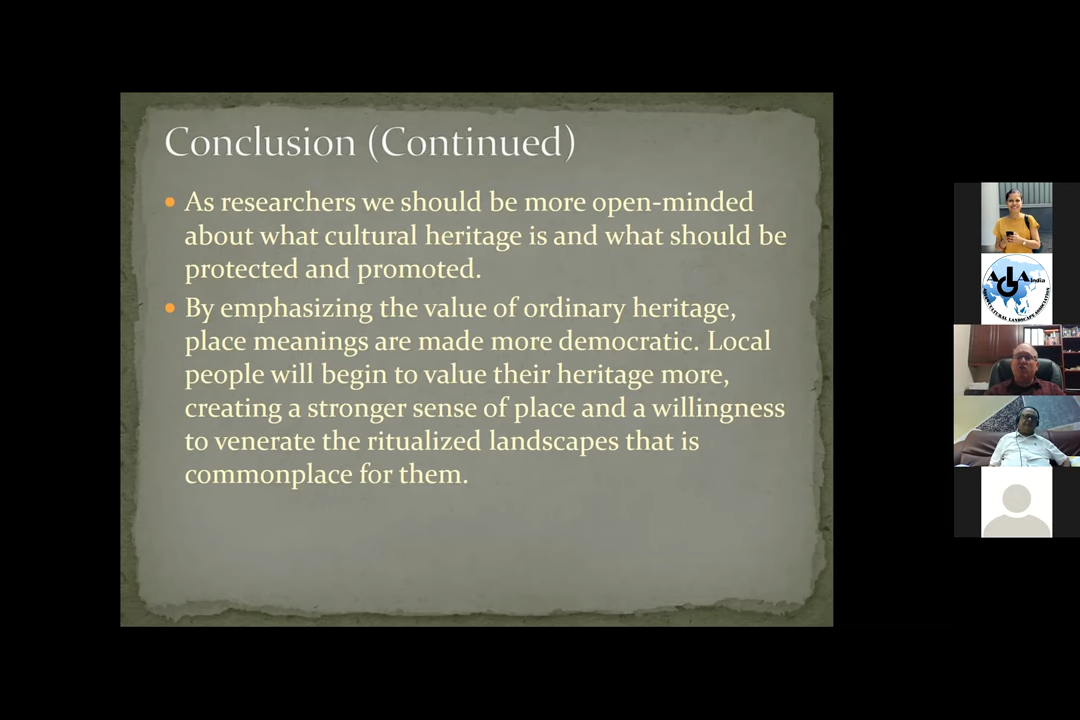 Conclusion (Continued)
As researchers we should be more open-minded
about what cultural heritage is and what should be
protected and promoted.
By emphasizing the value of ordinary heritage,
place meanings are made more democratic. Local
people will begin to value their heritage more,
creating a stronger sense of place and a willingness
to venerate the ritualized landscapes that is
commonplace for them.
ACLA India